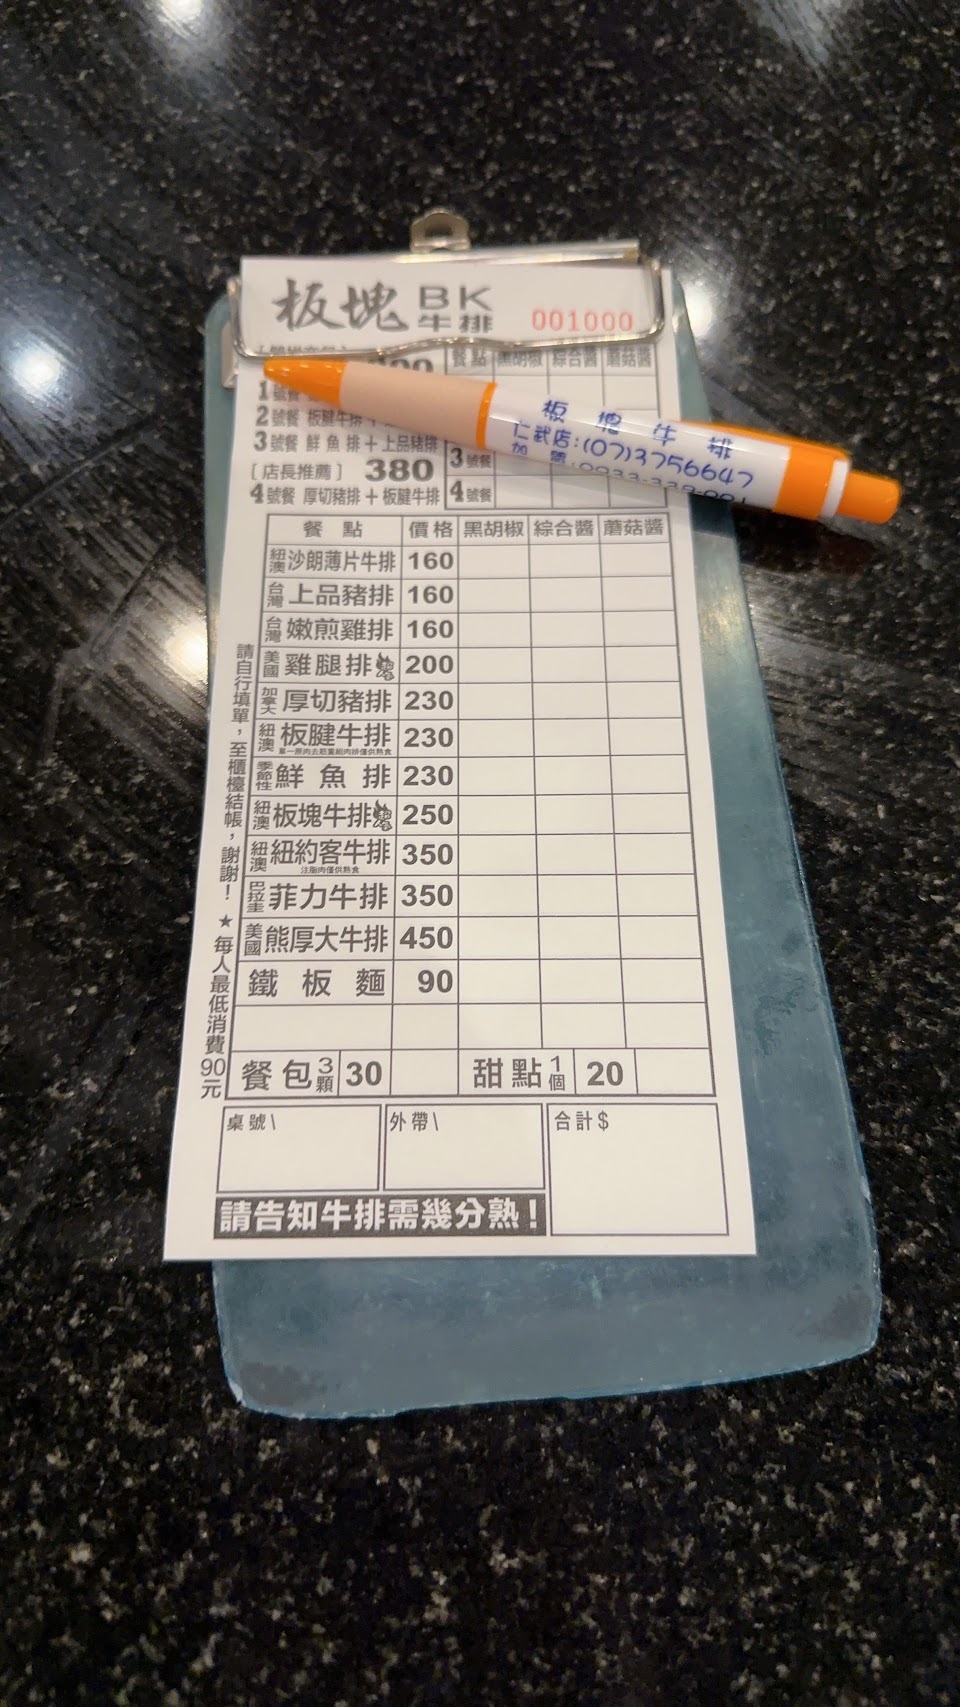 板塊 BK
牛排
001000
餐點 黑胡椒 綜合醬 蘑菇醬
1號餐
2號餐 板腱牛排+
3號餐 鮮魚排+上品豬排
3號餐
[店長推薦] 380
4號餐 厚切豬排+板腱牛排
4號餐
板塊牛排
仁武店:(07)3756647
餐點 價格 黑胡椒 綜合醬 蘑菇醬
紐澳 沙朗薄片牛排 160
台灣 上品豬排 160
台灣 嫩煎雞排 160
美國 雞腿排 200
加拿大 厚切豬排 230
紐澳 板腱牛排 230
季節性 鮮魚排 230
紐澳 板塊牛排 250
紐澳 紐約客牛排 350
注脂肉僅供熟食
巴拉圭 菲力牛排 350
美國 熊厚大牛排 450
鐵板麵 90
餐包 3顆 30 甜點 1個 20
桌號\ 外帶\ 合計$
請告知牛排需幾分熟!
請自行填單,至櫃檯結帳,謝謝! ★ 每人最低消費90元